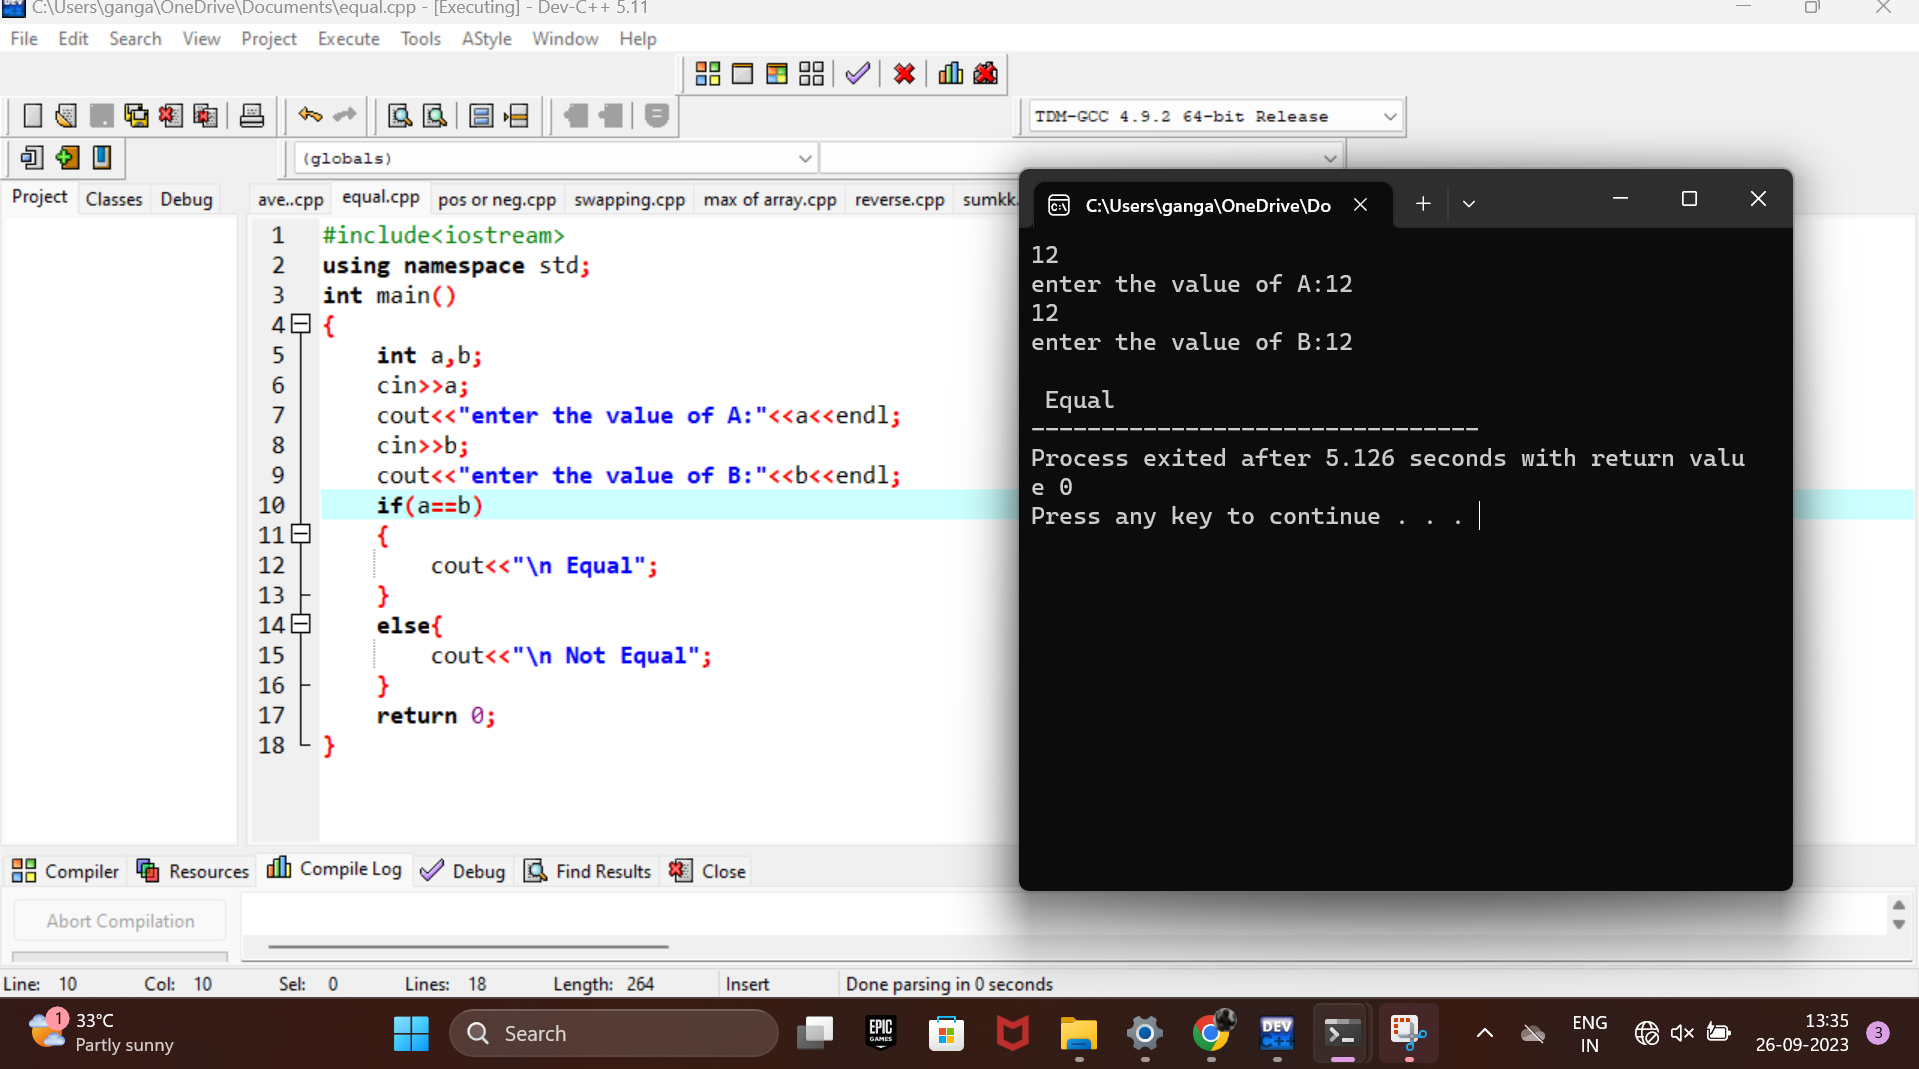 C:\Users\ganga\OneDrive\Documents\equal.cpp - [Executing] - Dev-C++ 5.11
File Edit Search View Project Execute Tools AStyle Window Help
TDM-GCC 4.9.2 64-bit Release
(globals)
Project Classes Debug
ave..cpp equal.cpp pos or neg.cpp swapping.cpp max of array.cpp reverse.cpp sumkk.
1 #include<iostream>
2 using namespace std;
3 int main()
4 {
5 int a,b;
6 cin>>a;
7 cout<<"enter the value of A:"<<a<<endl;
8 cin>>b;
9 cout<<"enter the value of B:"<<b<<endl;
10 if(a==b)
11 {
12 cout<<"\n Equal";
13 }
14 else{
15 cout<<"\n Not Equal";
16 }
17 return 0;
18 }
C:\Users\ganga\OneDrive\Do
12
enter the value of A:12
12
enter the value of B:12
Equal
--------------------------------
Process exited after 5.126 seconds with return valu
e 0
Press any key to continue . . .
Compiler Resources Compile Log Debug Find Results Close
Abort Compilation
Line: 10 Col: 10 Sel: 0 Lines: 18 Length: 264 Insert Done parsing in 0 seconds
1
33°C
Partly sunny
Search
EPIC
GAMES
DEV
C++
ENG
IN
13:35
26-09-2023
3